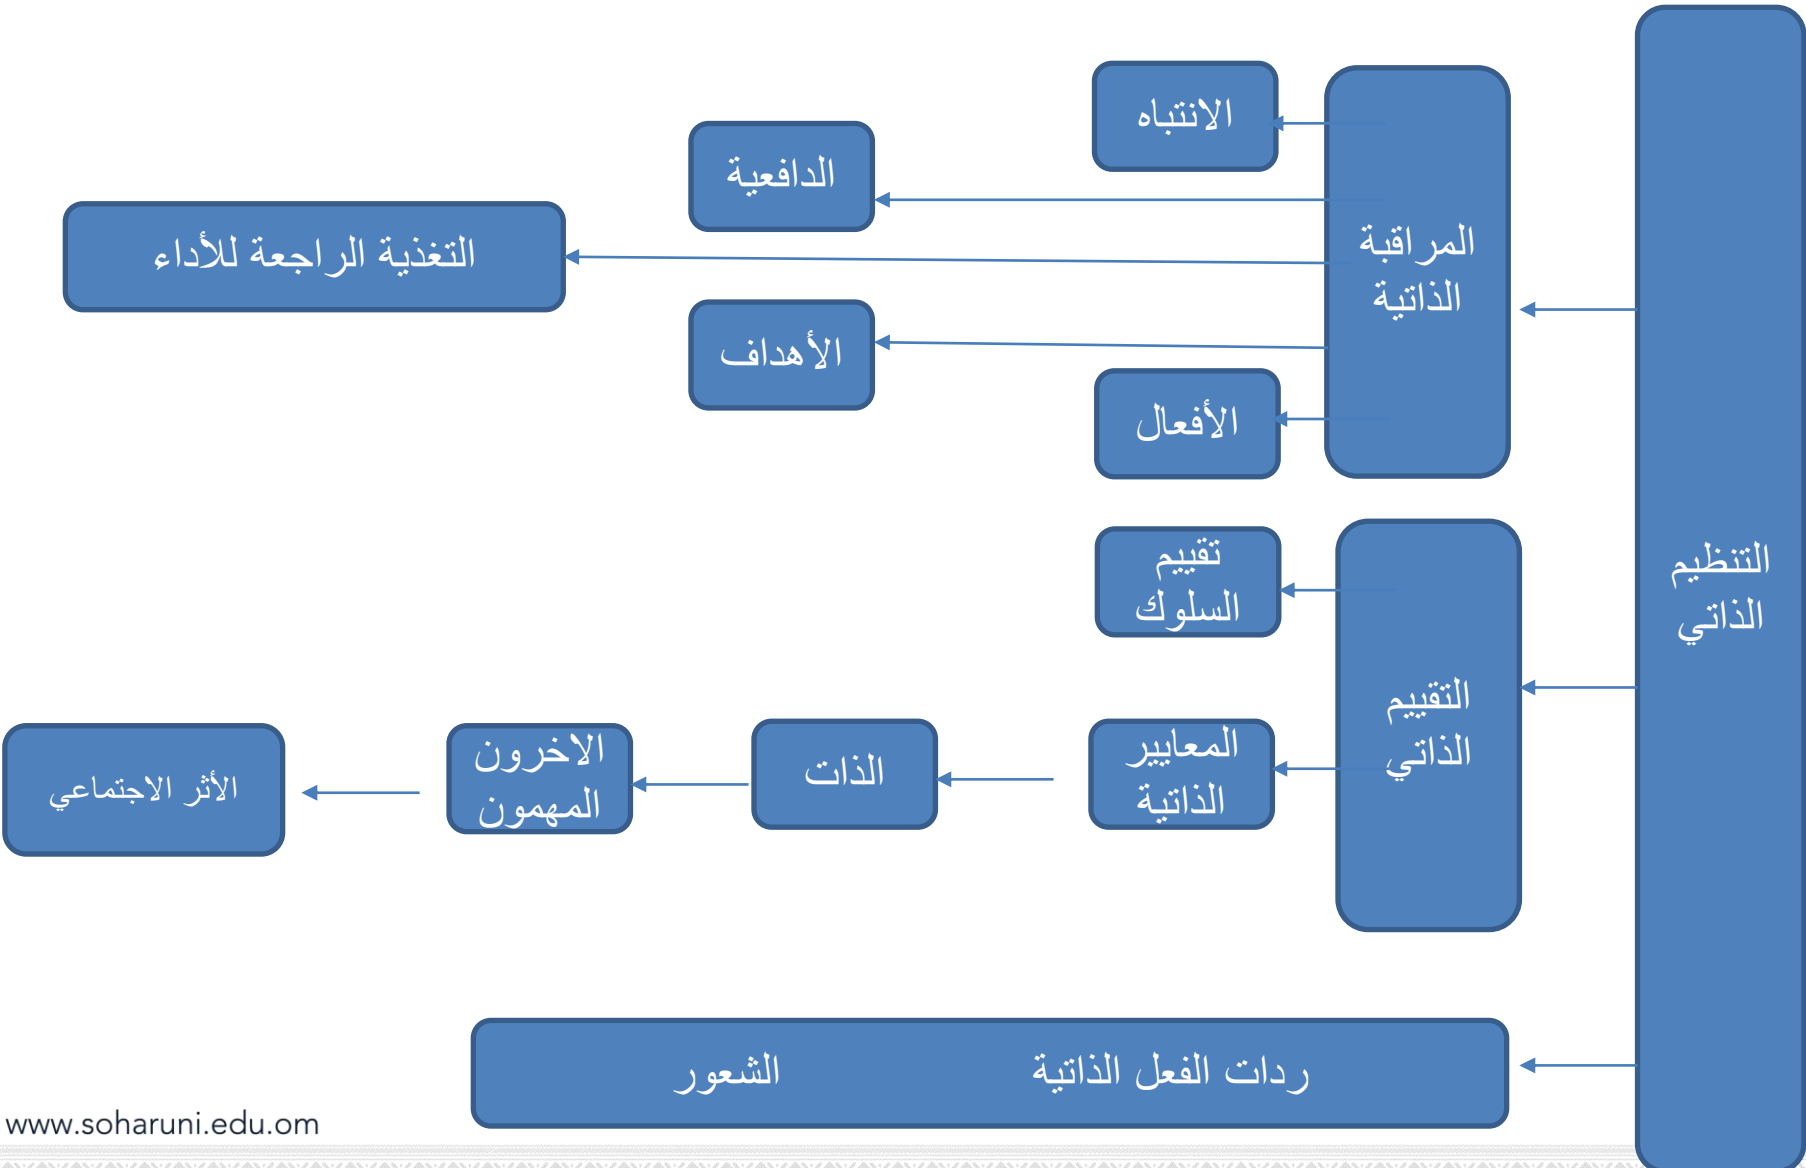 التنظيم
الذاتي
المراقبة
الذاتية
الانتباه
الدافعية
التغذية الراجعة للأداء
الأهداف
الأفعال
التقييم
الذاتي
تقييم
السلوك
المعايير
الذاتية
الذات
الاخرون
المهمون
الأثر الاجتماعي
ردات الفعل الذاتية الشعور
www.soharuni.edu.om